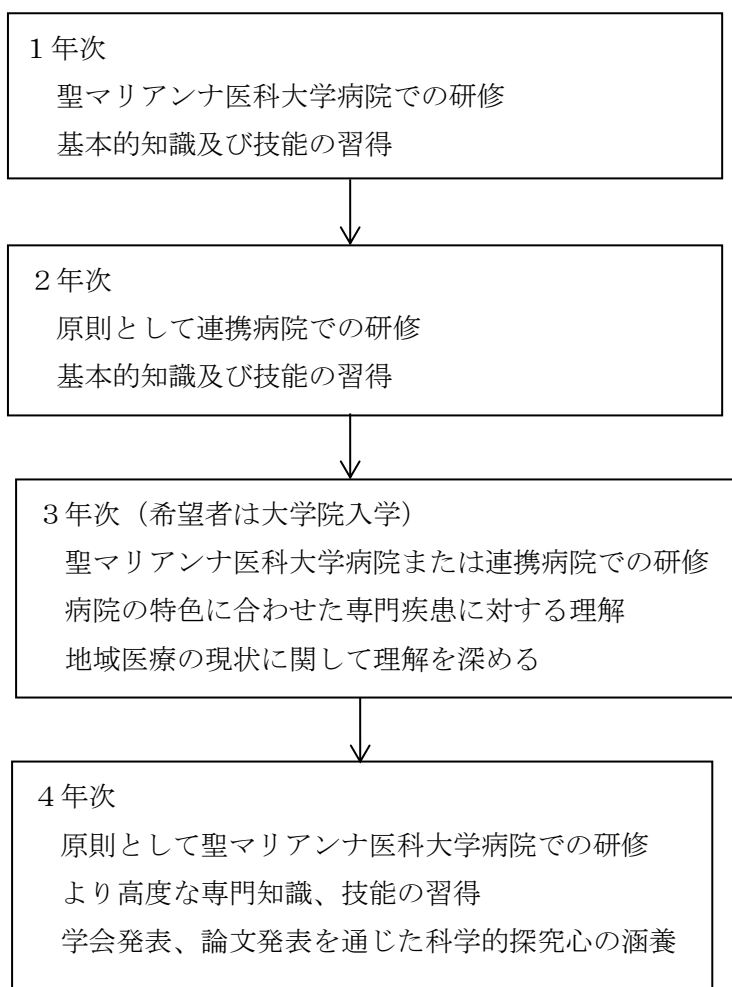 １年次
聖マリアンナ医科大学病院での研修
基本的知識及び技能の習得
２年次
原則として連携病院での研修
基本的知識及び技能の習得
３年次（希望者は大学院入学）
聖マリアンナ医科大学病院または連携病院での研修
病院の特色に合わせた専門疾患に対する理解
地域医療の現状に関して理解を深める
４年次
原則として聖マリアンナ医科大学病院での研修
より高度な専門知識、技能の習得
学会発表、論文発表を通じた科学的探究心の涵養